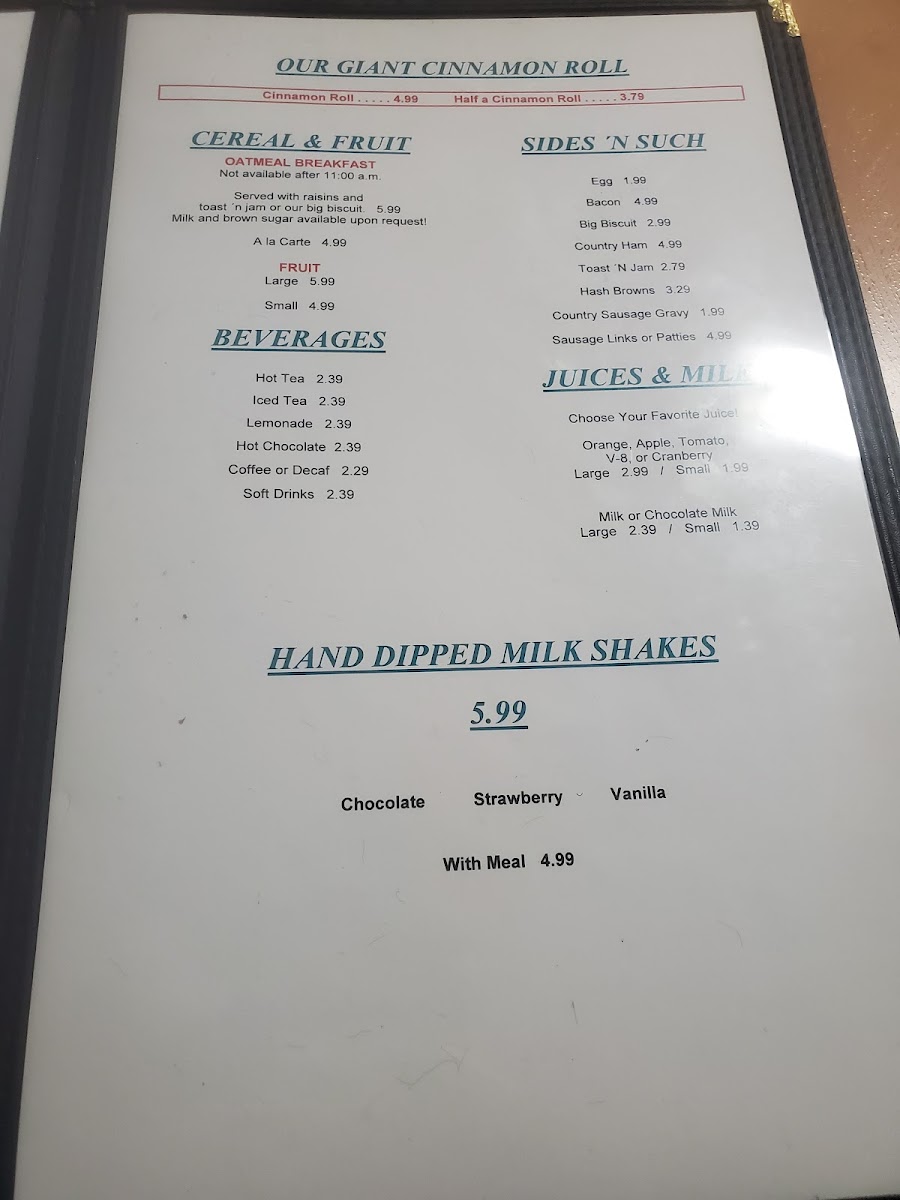 OUR GIANT CINNAMON ROLL
Cinnamon Roll . . . . . 4.99 Half a Cinnamon Roll . . . . . 3.79
CEREAL & FRUIT
OATMEAL BREAKFAST
Not available after 11:00 a.m.
Served with raisins and
toast ´n jam or our big biscuit. 5.99
Milk and brown sugar available upon request!
A la Carte 4.99
FRUIT
Large 5.99
Small 4.99
BEVERAGES
Hot Tea 2.39
Iced Tea 2.39
Lemonade 2.39
Hot Chocolate 2.39
Coffee or Decaf 2.29
Soft Drinks 2.39
SIDES ´N SUCH
Egg 1.99
Bacon 4.99
Big Biscuit 2.99
Country Ham 4.99
Toast ´N Jam 2.79
Hash Browns 3.29
Country Sausage Gravy 1.99
Sausage Links or Patties 4.99
JUICES & MILK
Choose Your Favorite Juice!
Orange, Apple, Tomato,
V-8, or Cranberry
Large 2.99 / Small 1.99
Milk or Chocolate Milk
Large 2.39 / Small 1.39
HAND DIPPED MILK SHAKES
5.99
Chocolate Strawberry Vanilla
With Meal 4.99